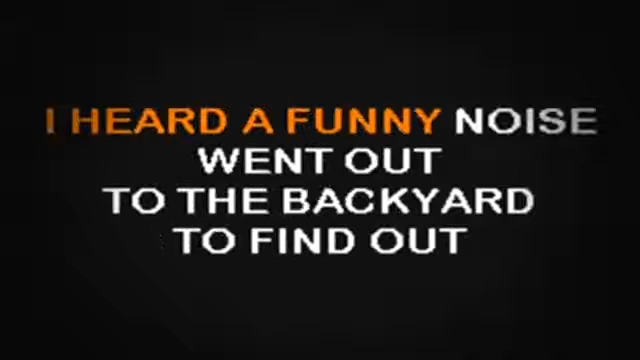 I HEARD A FUNNY NOISE
WENT OUT
TO THE BACKYARD
TO FIND OUT